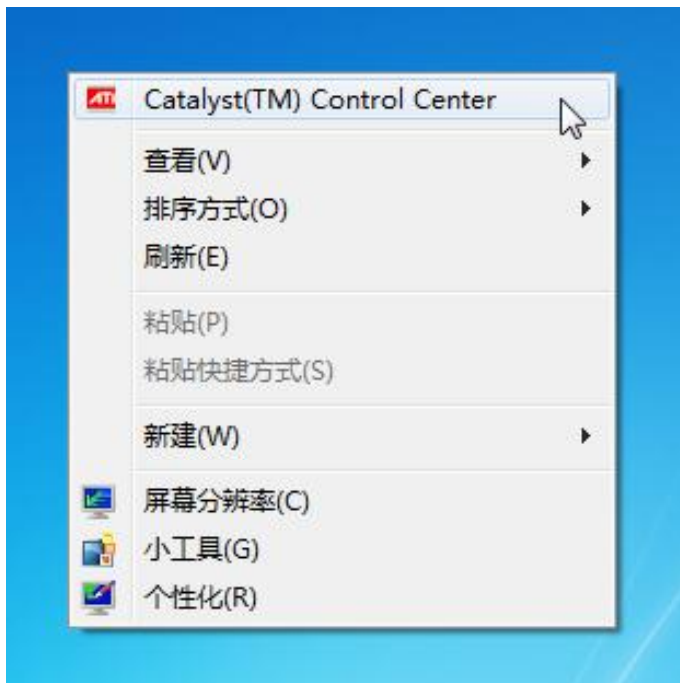 ATI Catalyst(TM) Control Center
查看(V)
排序方式(O)
刷新(E)
粘贴(P)
粘贴快捷方式(S)
新建(W)
屏幕分辨率(C)
小工具(G)
个性化(R)